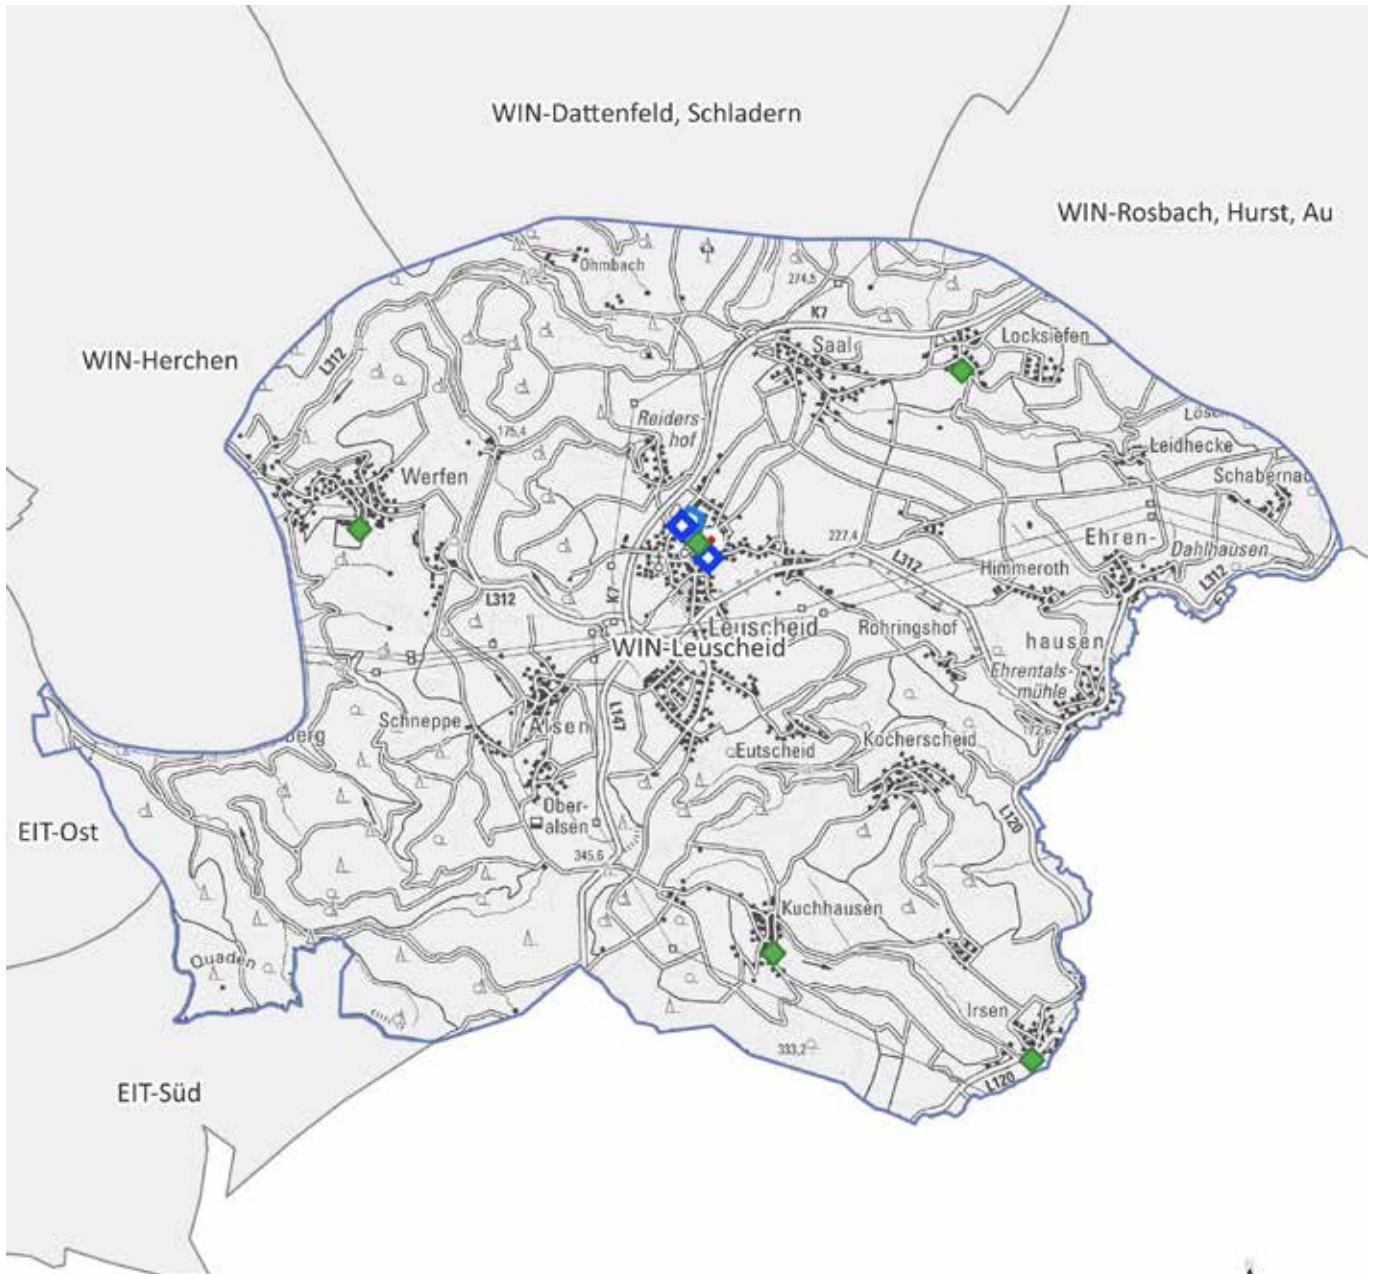 WIN-Dattenfeld, Schladern
WIN-Rosbach, Hurst, Au
Ohmbach
274,5
K7
Locksiefen
Saal
WIN-Herchen
L312
Reiders-
hof
175,4
Leidhecke
Werfen
Schabernac
227,4
Ehren-
Dahlhausen
L312
Himmeroth
L312
L312
K7
Leuscheid
Rohringshof
WIN-Leuscheid
hausen
Ehrentals-
mühle
Schneppe
Alsen
L147
Eutscheid
Kocherscheid
172,6
berg
Ober-
alsen
L120
EIT-Ost
345,6
Kuchhausen
Quaden
Irsen
333,2
L120
EIT-Süd